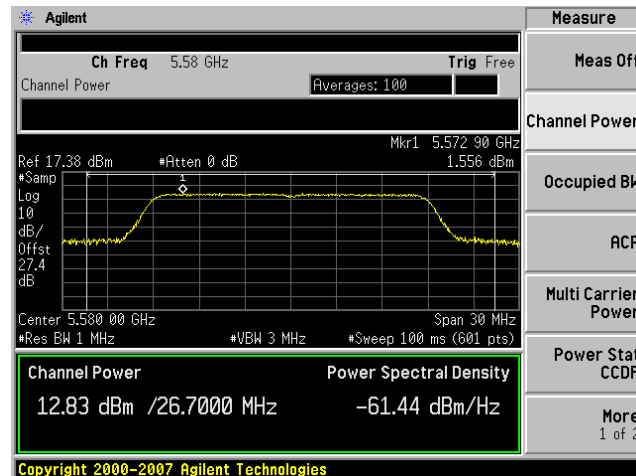 Agilent
Measure
Ch Freq 5.58 GHz Trig Free
Meas Off
Channel Power Averages: 100
Channel Power
Mkr1 5.572 90 GHz
Ref 17.38 dBm #Atten 0 dB 1.556 dBm
#Samp
1
Log
10
dB/
Offst
27.4
dB
Occupied BW
ACP
Multi Carrier
Power
Center 5.580 00 GHz Span 30 MHz
#Res BW 1 MHz #VBW 3 MHz #Sweep 100 ms (601 pts)
Power Stat
CCDF
Channel Power Power Spectral Density
12.83 dBm /26.7000 MHz -61.44 dBm/Hz
More
1 of 2
Copyright 2000-2007 Agilent Technologies